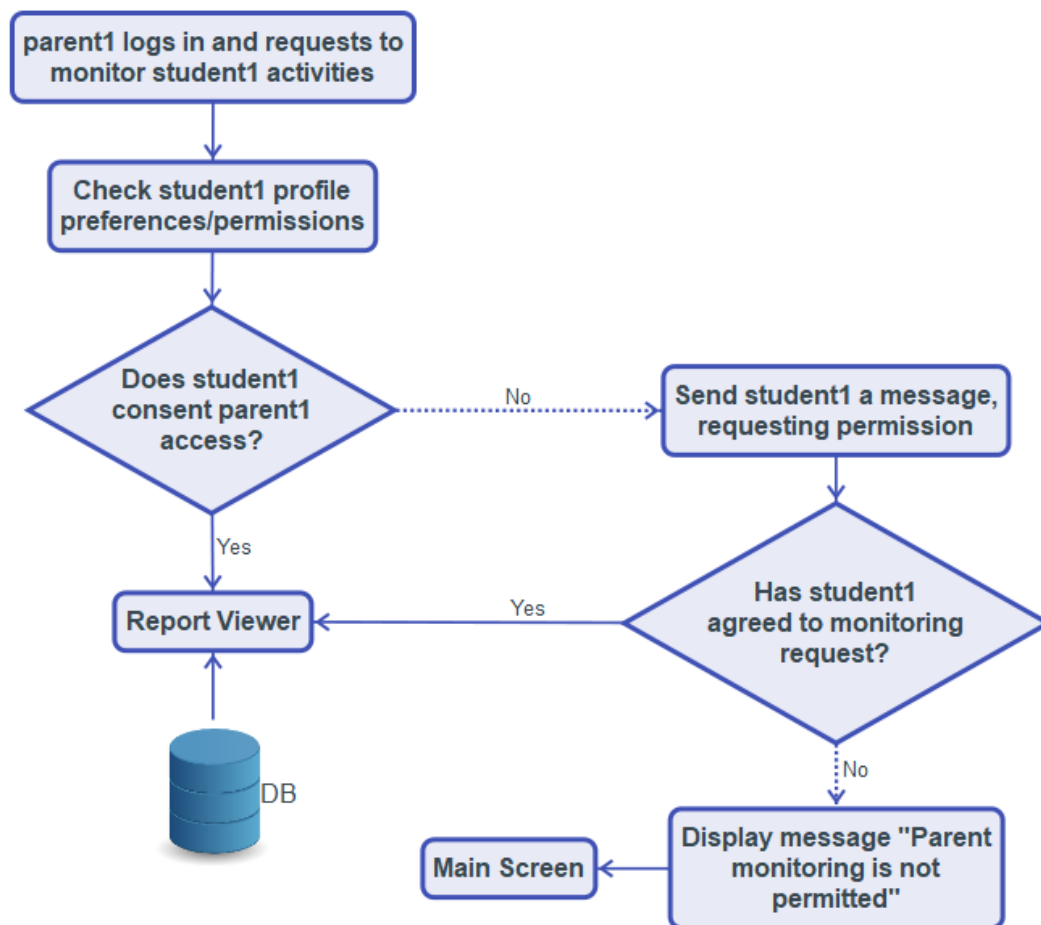 parent1 logs in and requests to
monitor student1 activities
Check student1 profile
preferences/permissions
Does student1
consent parent1
access?
No
Send student1 a message,
requesting permission
Yes
Has student1
agreed to monitoring
request?
Yes
Report Viewer
DB
No
Display message "Parent
monitoring is not
permitted"
Main Screen